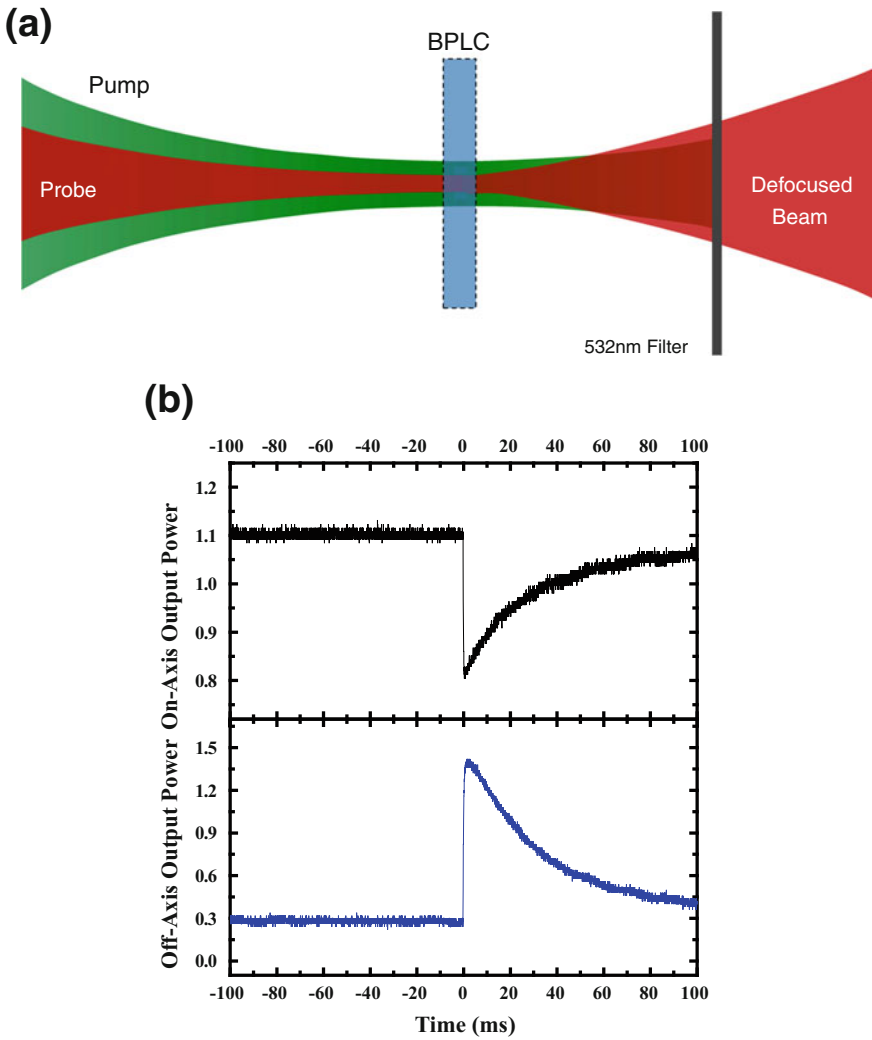 (a)
BPLC
Pump
Probe
Defocused
Beam
532nm Filter
(b)
-100 -80 -60 -40 -20 0 20 40 60 80 100
On-Axis Output Power
1.2
1.1
1.0
0.9
0.8
Off-Axis Output Power
1.5
1.2
0.9
0.6
0.3
0.0
-100 -80 -60 -40 -20 0 20 40 60 80 100
Time (ms)